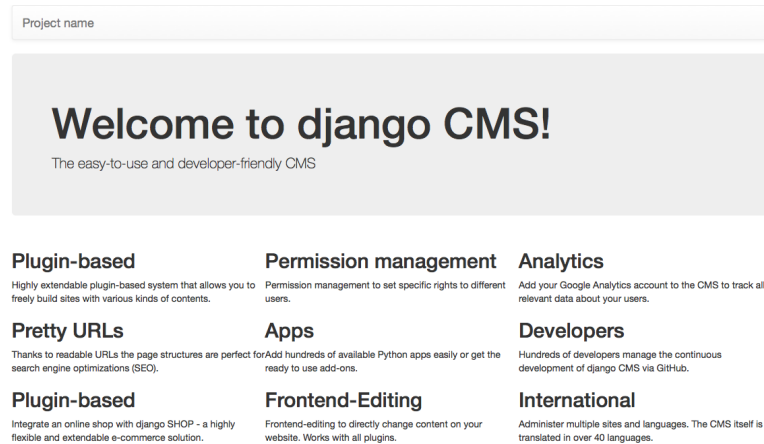 Project name
Welcome to django CMS!
The easy-to-use and developer-friendly CMS
Plugin-based
Highly extendable plugin-based system that allows you to
freely build sites with various kinds of contents.
Permission management
Permission management to set specific rights to different
users.
Analytics
Add your Google Analytics account to the CMS to track all
relevant data about your users.
Pretty URLs
Thanks to readable URLs the page structures are perfect for
search engine optimizations (SEO).
Apps
Add hundreds of available Python apps easily or get the
ready to use add-ons.
Developers
Hundreds of developers manage the continuous
development of django CMS via GitHub.
Plugin-based
Integrate an online shop with django SHOP - a highly
flexible and extendable e-commerce solution.
Frontend-Editing
Frontend-editing to directly change content on your
website. Works with all plugins.
International
Administer multiple sites and languages. The CMS itself is
translated in over 40 languages.